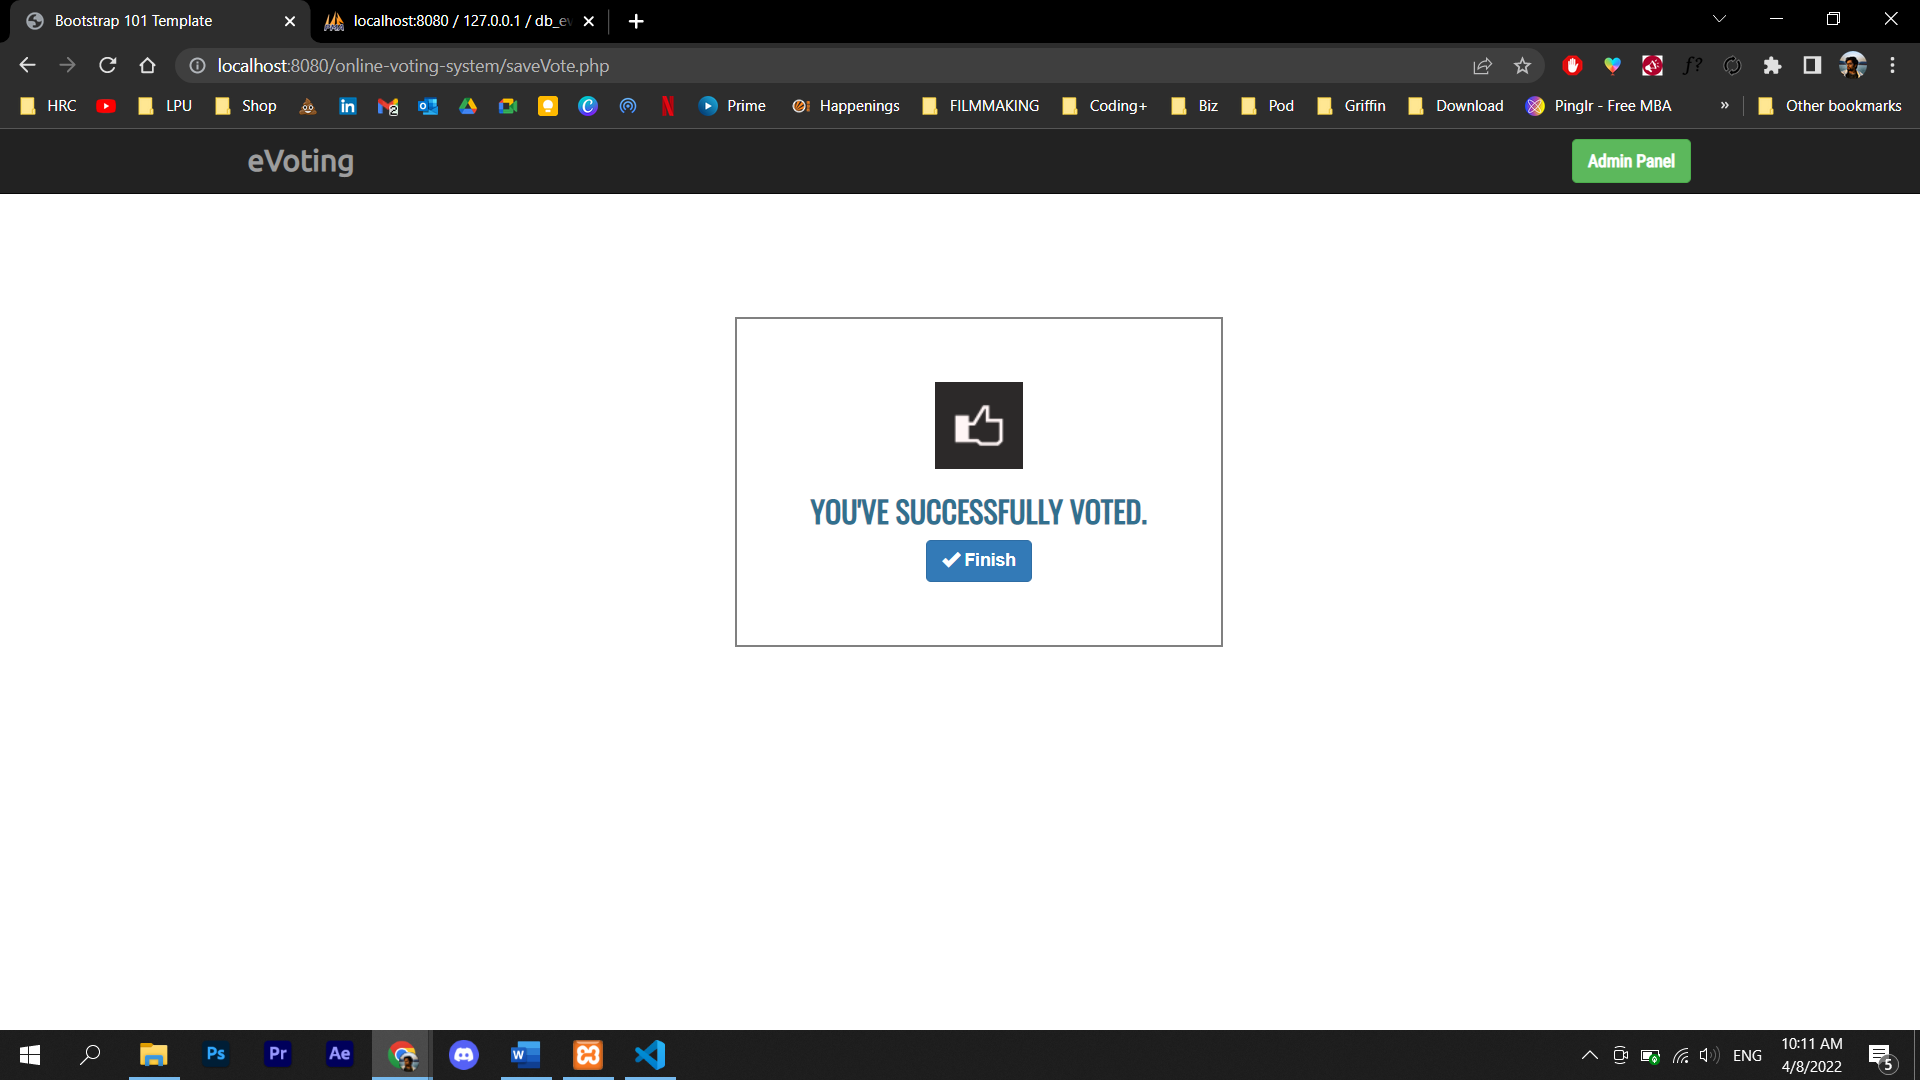 Bootstrap 101 Template
localhost:8080 / 127.0.0.1 / db_ev
localhost:8080/online-voting-system/saveVote.php
HRC LPU Shop Prime Happenings FILMMAKING Coding+ Biz Pod Griffin Download PingIr - Free MBA » Other bookmarks
eVoting
Admin Panel
YOU'VE SUCCESSFULLY VOTED.
Finish
Ps Pr Ae
ENG
10:11 AM
4/8/2022
5